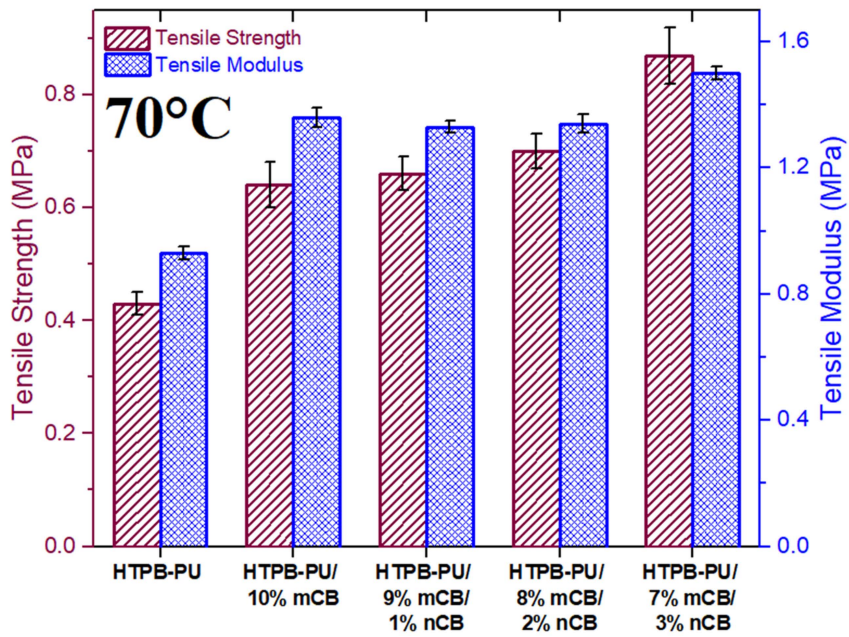 Tensile Strength
Tensile Modulus
70°C
Tensile Strength (MPa)
0.8
0.6
0.4
0.2
0.0
Tensile Modulus (MPa)
1.6
1.2
0.8
0.4
0.0
HTPB-PU
HTPB-PU/
10% mCB
HTPB-PU/
9% mCB/
1% nCB
HTPB-PU/
8% mCB/
2% nCB
HTPB-PU/
7% mCB/
3% nCB